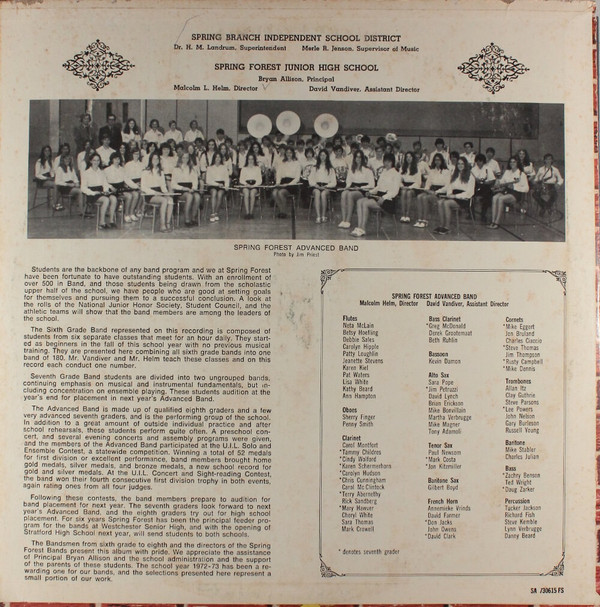 SPRING BRANCH INDEPENDENT SCHOOL DISTRICT
Dr. H. M. Landrum, Superintendent Merle R. Jenson, Supervisor of Music
SPRING FOREST JUNIOR HIGH SCHOOL
Bryan Allison, Principal
Malcolm L. Helm, Director David Vandiver, Assistant Director
SPRING FOREST ADVANCED BAND
Photo by Jim Priest
Students are the backbone of any band program and we at Spring Forest
have been fortunate to have outstanding students. With an enrollment of
over 500 in Band, and those students being drawn from the scholastic
upper half of the school, we have people who are good at setting goals
for themselves and pursuing them to a successful conclusion. A look at
the rolls of the National Junior Honor Society, Student Council, and the
athletic teams will show that the band members are among the leaders of
the school.
The Sixth Grade Band represented on this recording is composed of
students from six separate classes that meet for an hour daily. They start-
ed as beginners in the fall of this school year with no previous musical
training. They are presented here combining all sixth grade bands into one
band of 180. Mr. Vandiver and Mr. Helm teach these classes and on this
record each conduct one number.
Seventh Grade Band students are divided into two ungrouped bands,
continuing emphasis on musical and instrumental fundamentals, but in-
cluding concentration on ensemble playing. These students audition at the
year's end for placement in next year's Advanced Band.
The Advanced Band is made up of qualified eighth graders and a few
very advanced seventh graders, and is the performing group of the school.
In addition to a great amount of outside individual practice and after
school rehearsals, these students perform quite often. A preschool con-
cert, and several evening concerts and assembly programs were given,
and the members of the Advanced Band participated at the U.I.L. Solo and
Ensemble Contest, a statewide competition. Winning a total of 52 medals
for first division or excellent performance, band members brought home
gold medals, silver medals, and bronze medals, a new school record for
gold and silver medals. At the U.I.L. Concert and Sight-reading Contest,
the band won their fourth consecutive first division trophy in both events,
again rating ones from all four judges.
Following these contests, the band members prepare to audition for
band placement for next year. The seventh graders look forward to next
year's Advanced Band, and the eighth graders try out for high school
placement. For six years Spring Forest has been the principal feeder pro-
gram for the bands at Westchester Senior High, and with the opening of
Stratford High School next year, will send students to both schools.
The Bandsmen from sixth grade to eighth and the directors of the Spring
Forest Bands present this album with pride. We appreciate the assistance
of Principal Bryan Allison and the school administration and the support
of the parents of these students. The school year 1972-73 has been a re-
warding one for our bands, and the selections presented here represent a
small portion of our work.
SPRING FOREST ADVANCED BAND
Malcolm Helm, Director David Vandiver, Assistant Director
Flutes
Nota McLain
Betsy Hoefling
Debbie Sales
Carolyn Hipple
Patty Loughlin
Jeanette Stevens
Karen Kiel
Pat Waters
Lisa White
Kathy Beard
Ann Hampton
Oboes
Sherry Finger
Penny Smith
Clarinet
Carol Montfort
*Tammy Childres
*Cindy Wofford
*Karen Schermerhorn
*Carolyn Hudson
*Chris Cunningham
Carol McClintock
*Terry Abernethy
Rick Sandberg
*Mary Hoover
Cheryl White
Sara Thomas
Mark Creswell
* denotes seventh grader
Bass Clarinet
*Greg McDonald
Derek Grootemaat
Beth Ruhlin
Bassoon
Kevin Damon
Alto Sax
Sara Pope
*Jim Petruzzi
David Lynch
Brian Erickson
Mike Bonvillain
Martha Verbrugge
Mike Magness
Tony Adamoli
Tenor Sax
Paul Newsom
*Mark Costa
*Jon Kitzmiller
Baritone Sax
Gilbert Boyd
French Horn
Annemieke Vrinds
David Fanner
*Don Jacks
John Owens
*David Clark
Cornets
*Mike Eggert
Jon Bruland
Charles Ciaccio
*Steve Thomas
Jim Thompson
*Rusty Campbell
*Mike Dennis
Trombones
Allan Itz
Clay Guthrie
Steve Parsons
*Lee Powers
John Nelson
Gary Burleson
Russell Young
Baritone
Mike Stabler
Charles Julian
Bass
*Zachry Benson
Ted Wright
*Doug Zarker
Percussion
Tucker Jackson
Richard Fish
Steve Kemble
Lynn Verbrugge
Danny Beard
SA 730615 FS